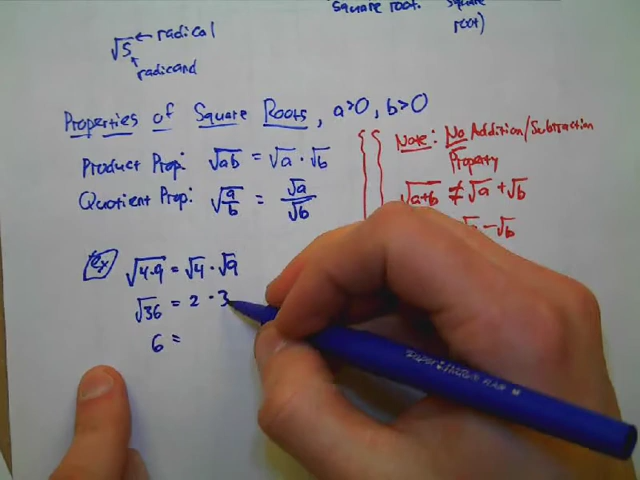 square root.
square
root)
√5 ← radical
radicand
Properties of Square Roots, a>0, b>0
Product Prop: √ab = √a · √b
Quotient Prop: √a/b = √a/√b
Note: No Addition/Subtraction
Property
√a+b ≠ √a + √b
- √b
Ex √4·9 = √4 · √9
√36 = 2 · 3
6 =